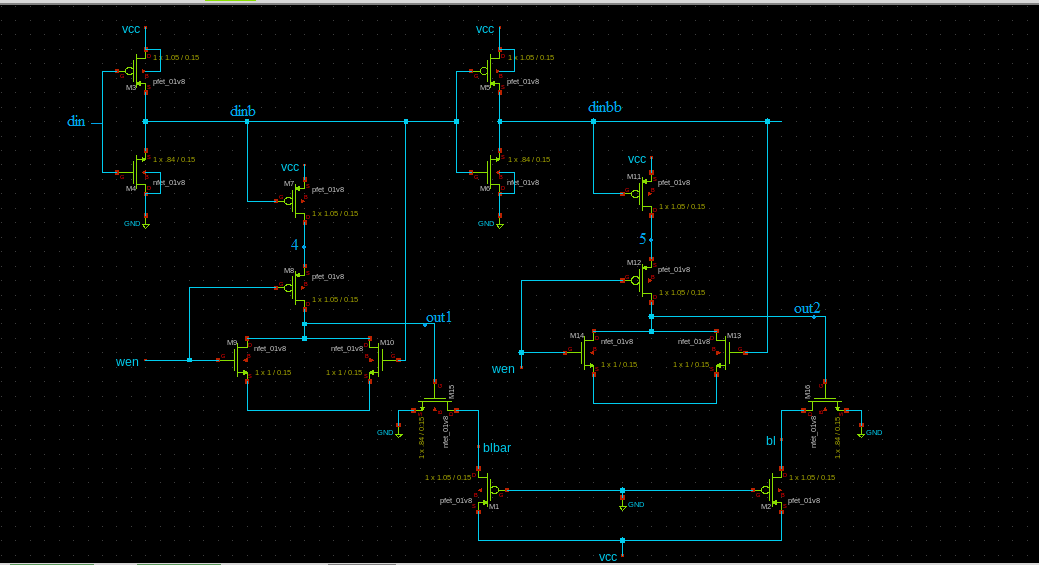 vcc
vcc
1 x 1.05 / 0.15
1 x 1.05 / 0.15
pfet_01v8
pfet_01v8
M3
M5
dinb
dinbb
din
1 x .84 / 0.15
1 x .84 / 0.15
vcc
vcc
M4
nfet_01v8
M7
pfet_01v8
M6
nfet_01v8
M11
pfet_01v8
1 x 1.05 / 0.15
1 x 1.05 / 0.15
GND
GND
4
5
M8
pfet_01v8
M12
pfet_01v8
1 x 1.05 / 0.15
1 x 1.05 / 0.15
out1
out2
M9
nfet_01v8
nfet_01v8
M10
M14
nfet_01v8
nfet_01v8
M13
wen
1 x 1 / 0.15
1 x 1 / 0.15
wen
1 x 1 / 0.15
1 x 1 / 0.15
M15
M16
GND
1 x .84 / 0.15
nfet_01v8
nfet_01v8
1 x .84 / 0.15
GND
blbar
bl
1 x 1.05 / 0.15
1 x 1.05 / 0.15
pfet_01v8
M1
GND
M2
pfet_01v8
vcc